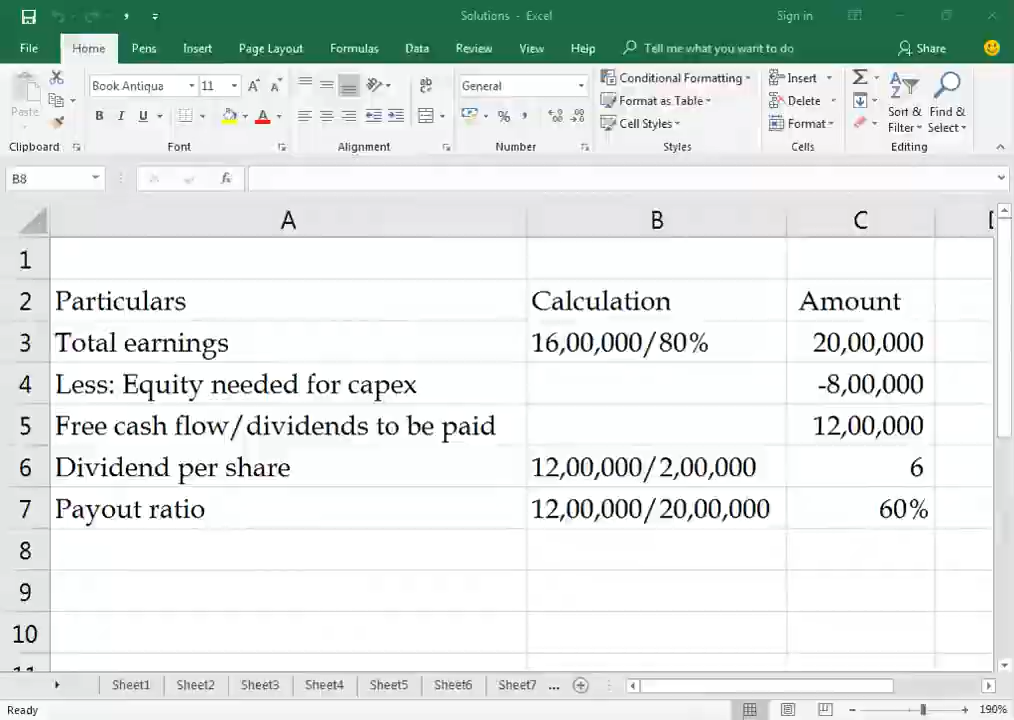 Solutions - Excel
Sign in
File Home Pens Insert Page Layout Formulas Data Review View Help Tell me what you want to do Share
Paste
Book Antiqua 11 A A
B I U A
ab
General
% ,
Conditional Formatting
Format as Table
Cell Styles
Insert
Delete
Format
Σ
Sort & Filter
Find & Select
Clipboard Font Alignment Number Styles Cells Editing
B8 fx
A B C D
1
2 Particulars Calculation Amount
3 Total earnings 16,00,000/80% 20,00,000
4 Less: Equity needed for capex -8,00,000
5 Free cash flow/dividends to be paid 12,00,000
6 Dividend per share 12,00,000/2,00,000 6
7 Payout ratio 12,00,000/20,00,000 60%
8
9
10
11
Sheet1 Sheet2 Sheet3 Sheet4 Sheet5 Sheet6 Sheet7 ...
Ready 190%